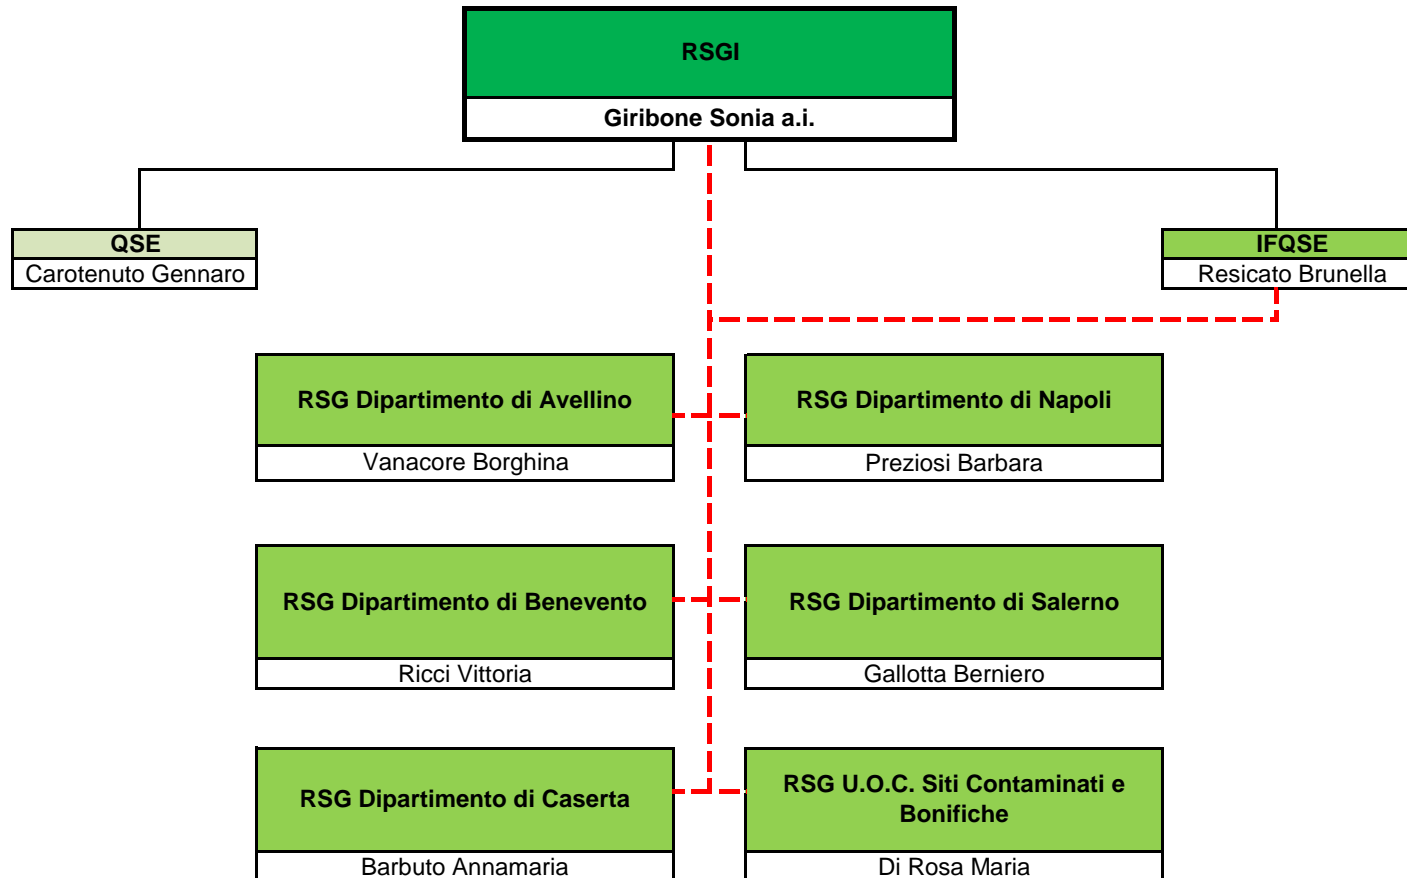 RSGI
Giribone Sonia a.i.
QSE
Carotenuto Gennaro
IFQSE
Resicato Brunella
RSG Dipartimento di Avellino
Vanacore Borghina
RSG Dipartimento di Napoli
Preziosi Barbara
RSG Dipartimento di Benevento
Ricci Vittoria
RSG Dipartimento di Salerno
Gallotta Berniero
RSG Dipartimento di Caserta
Barbuto Annamaria
RSG U.O.C. Siti Contaminati e
Bonifiche
Di Rosa Maria